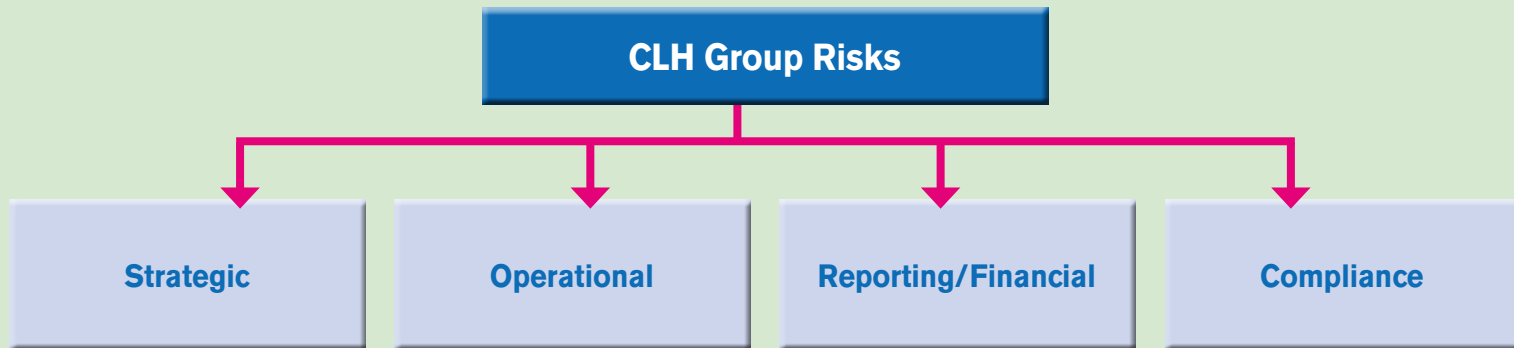 CLH Group Risks
Strategic
Operational
Reporting/Financial
Compliance